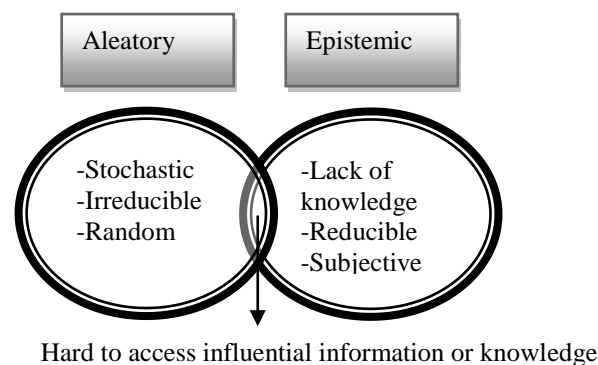 Aleatory
Epistemic
-Stochastic
-Irreducible
-Random
-Lack of
knowledge
-Reducible
-Subjective
Hard to access influential information or knowledge